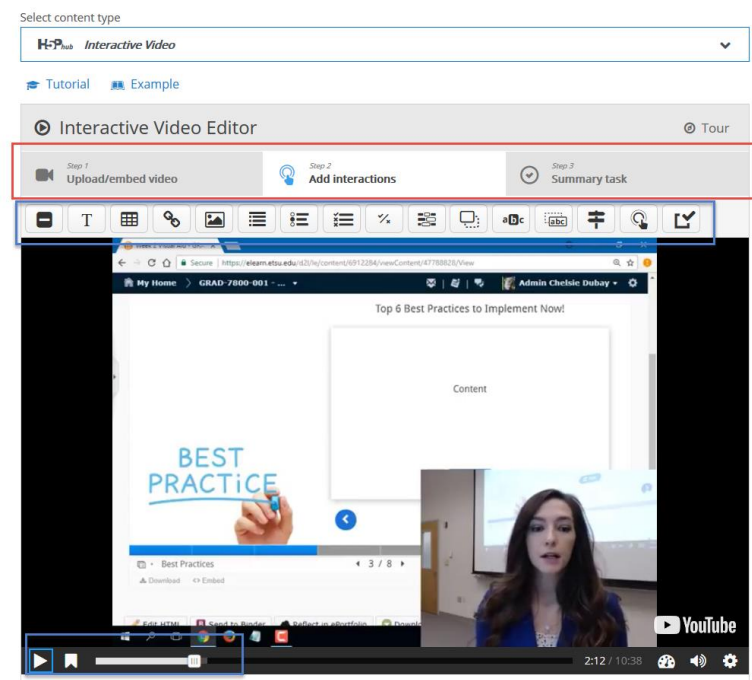 Select content type
H5P hub Interactive Video
Tutorial Example
Interactive Video Editor
Tour
Step 1
Upload/embed video
Step 2
Add interactions
Step 3
Summary task
T
abc
abc
Secure | https://elearn.etsu.edu/d2l/le/content/6912284/viewContent/47788828/View
My Home GRAD-7800-001 - ...
Admin Chelsie Dubay
Top 6 Best Practices to Implement Now!
Content
BEST
PRACTiCE
Best Practices
3 / 8
Download Embed
Edit HTML Send to Binder Reflect in ePortfolio
YouTube
2:12 / 10:38